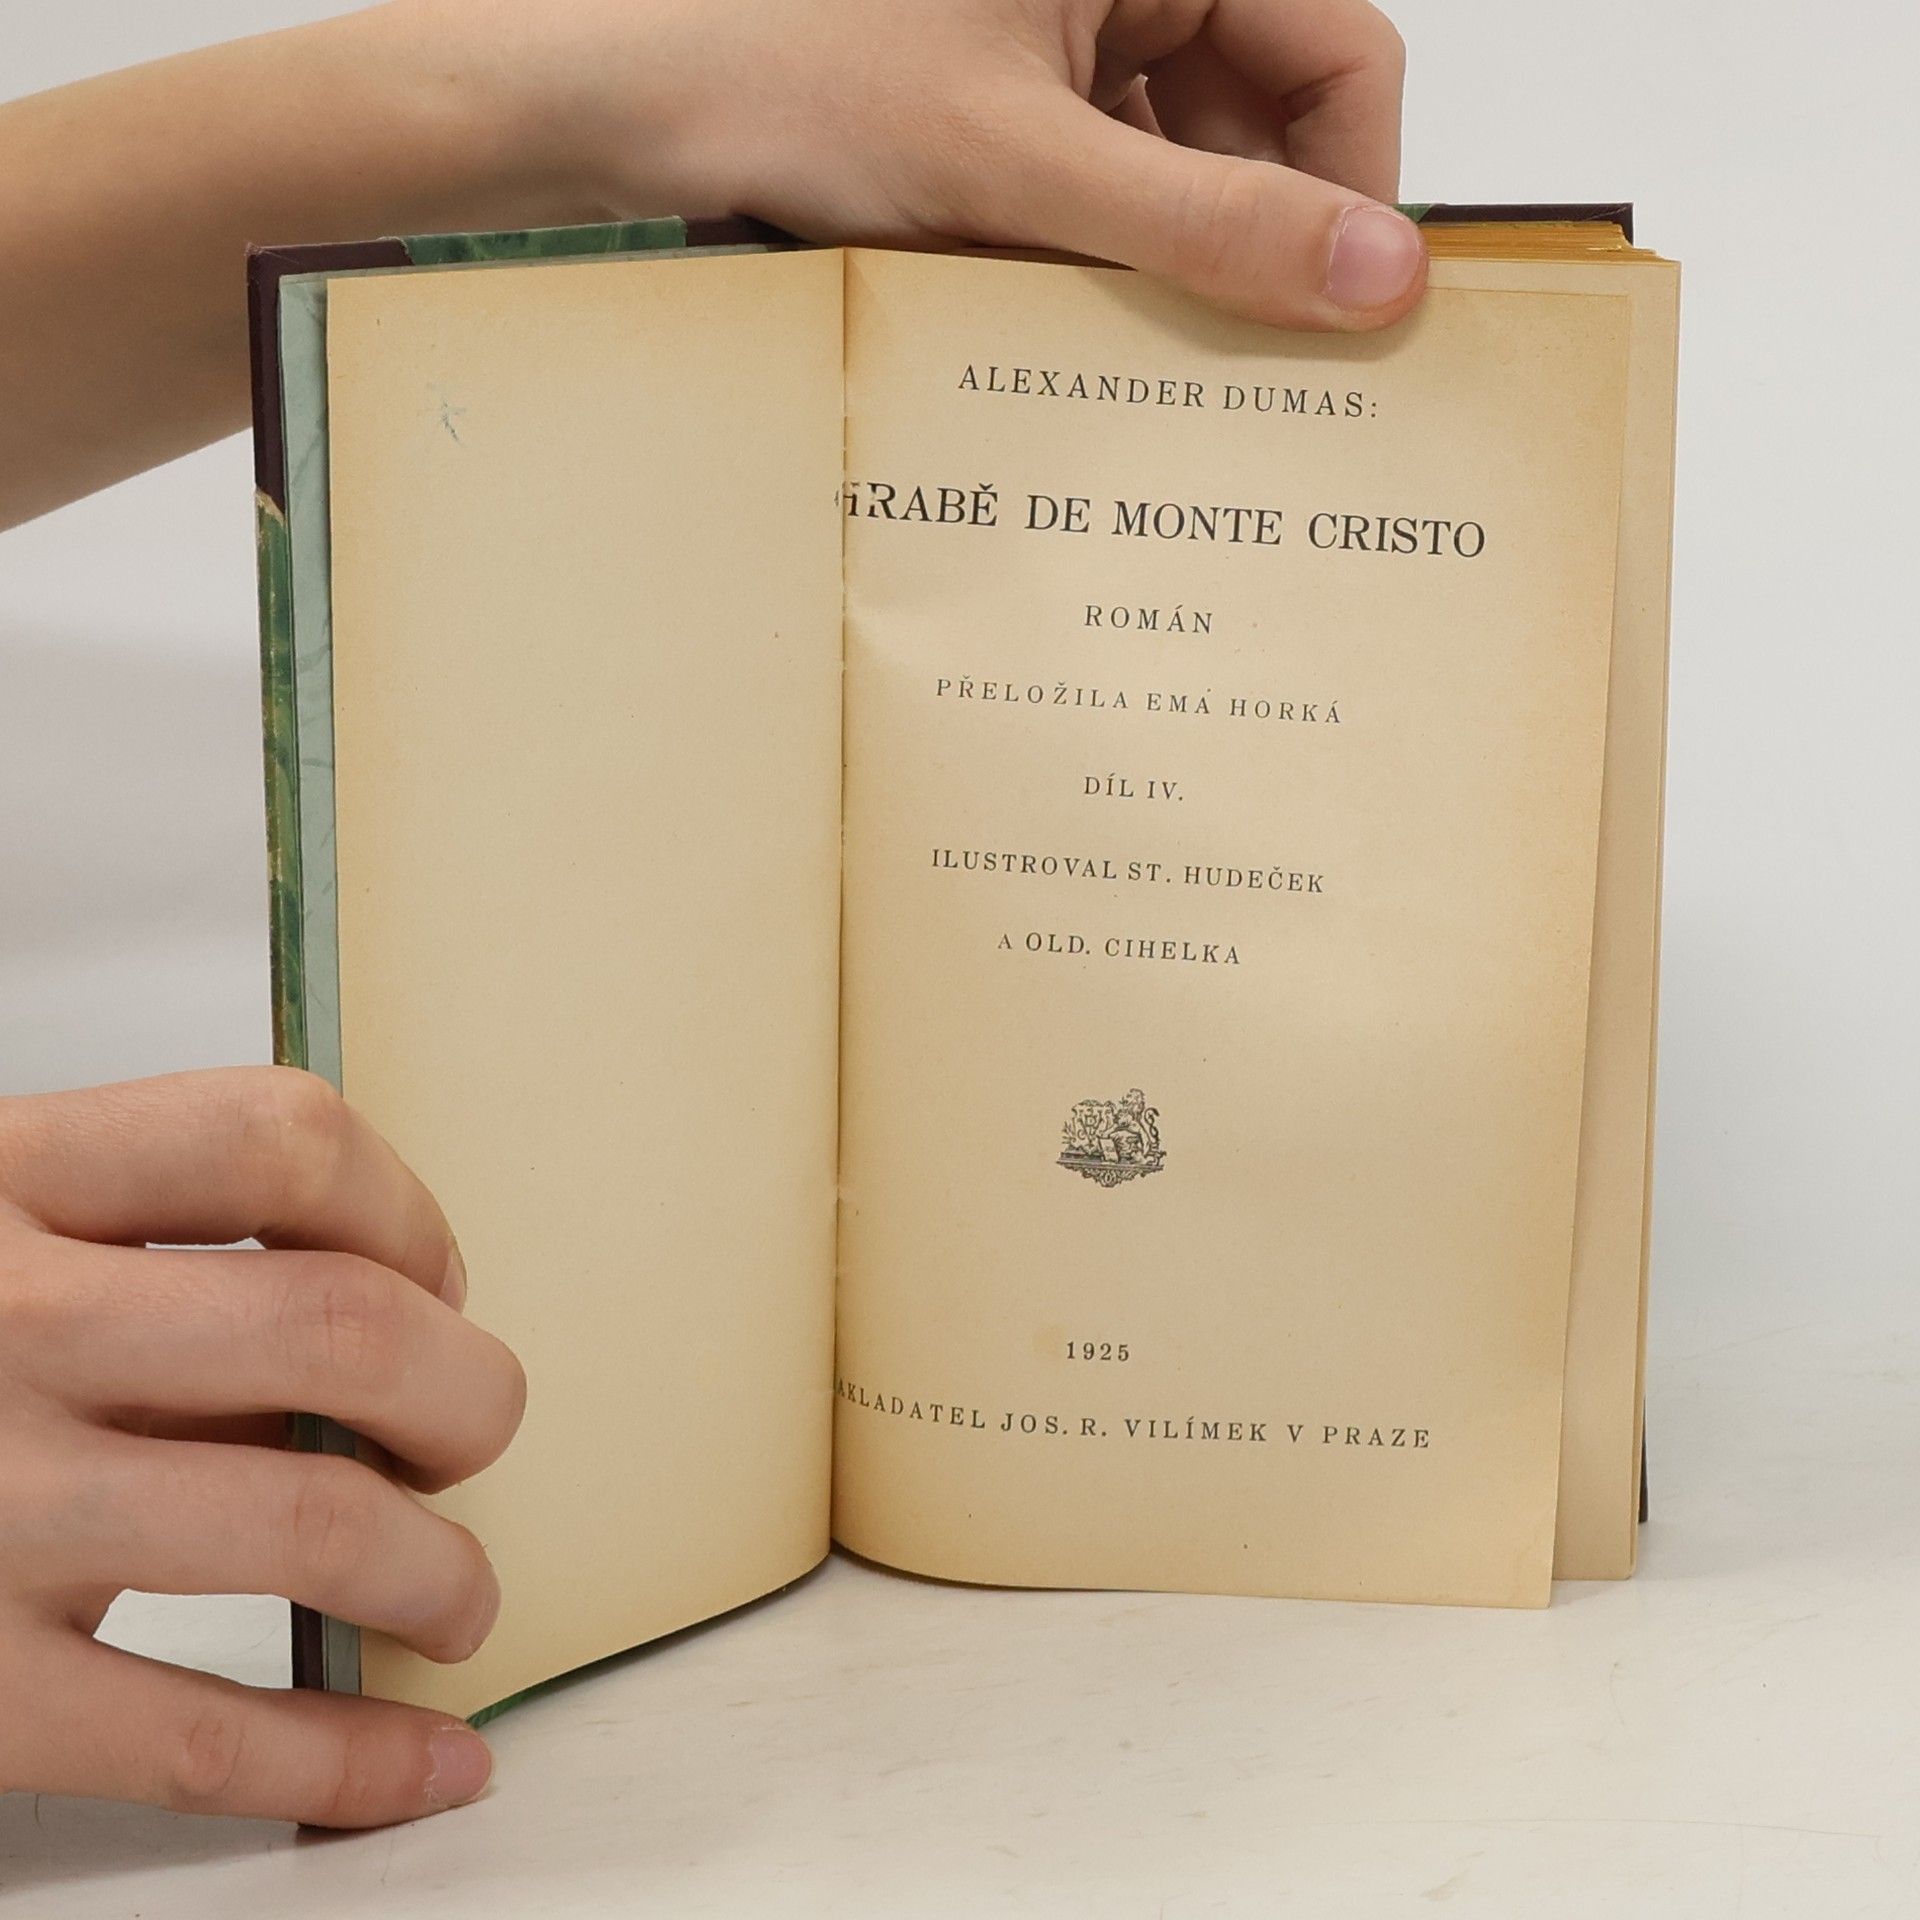 ALEXANDER DUMAS:
HRABĚ DE MONTE CRISTO
ROMÁN
PŘELOŽILA EMA HORKÁ
DÍL IV.
ILUSTROVAL ST. HUDEČEK
A OLD. CIHELKA
1925
NAKLADATEL JOS. R. VILÍMEK V PRAZE